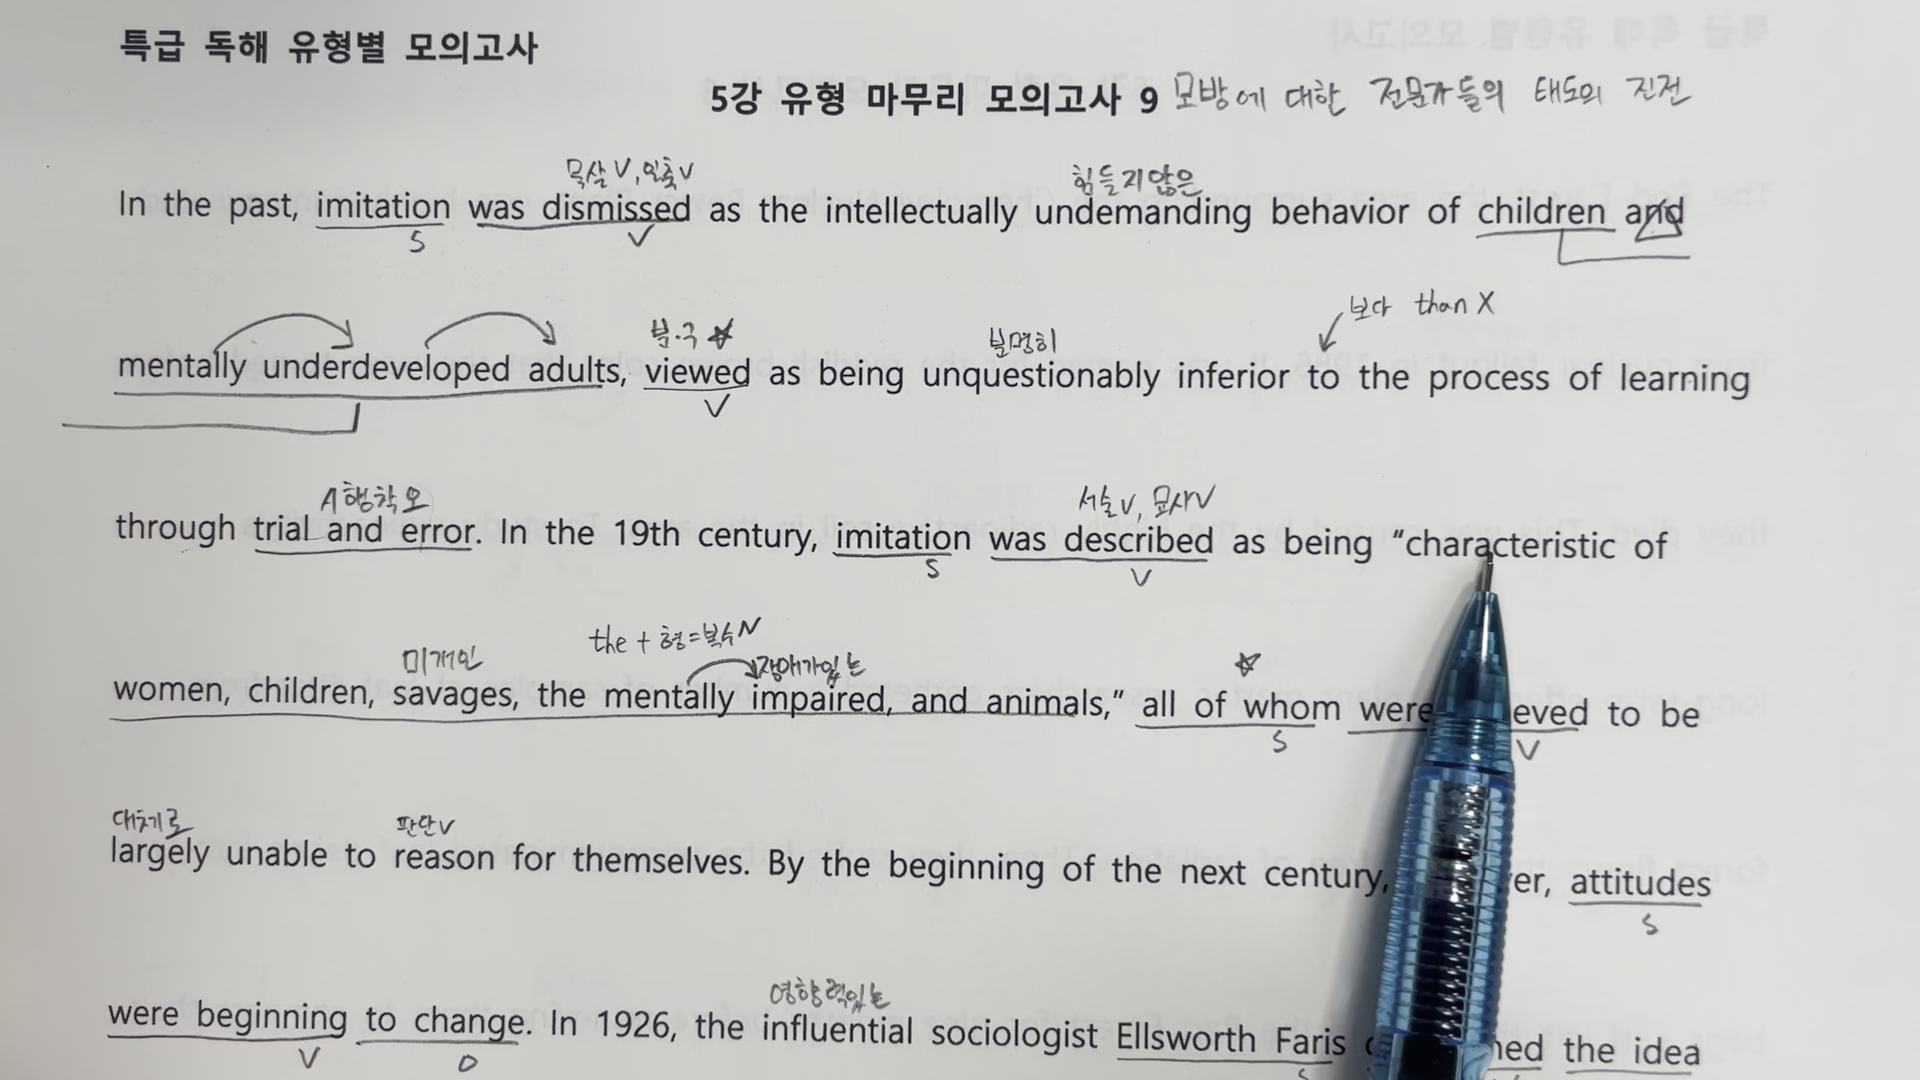 특급 독해 유형별 모의고사
5강 유형 마무리 모의고사 9 모방에 대한 전문가들의 태도의 진전
묵살V, 일축V 힘들지않은
In the past, imitation was dismissed as the intellectually undemanding behavior of children and
S V
보다 than X
분.구 분명히
mentally underdeveloped adults, viewed as being unquestionably inferior to the process of learning
V
시행착오 서술V, 묘사V
through trial and error. In the 19th century, imitation was described as being "characteristic of
S V
the + 형=복수N
미개인 장애가있는
women, children, savages, the mentally impaired, and animals," all of whom were eved to be
S V
대체로 판단V
largely unable to reason for themselves. By the beginning of the next century, er, attitudes
S
영향력있는
were beginning to change. In 1926, the influential sociologist Ellsworth Faris ned the idea
V O S